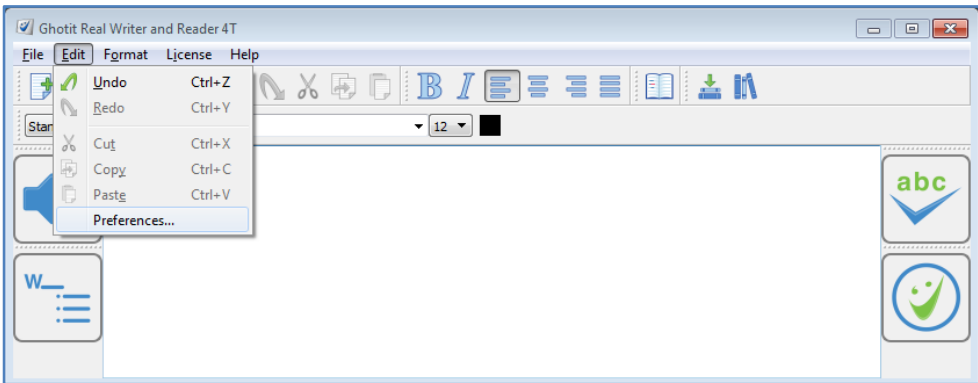 Ghotit Real Writer and Reader 4T
File Edit Format License Help
Undo Ctrl+Z
Redo Ctrl+Y
Cut Ctrl+X
Copy Ctrl+C
Paste Ctrl+V
Preferences...
B I
Star
12
abc
W